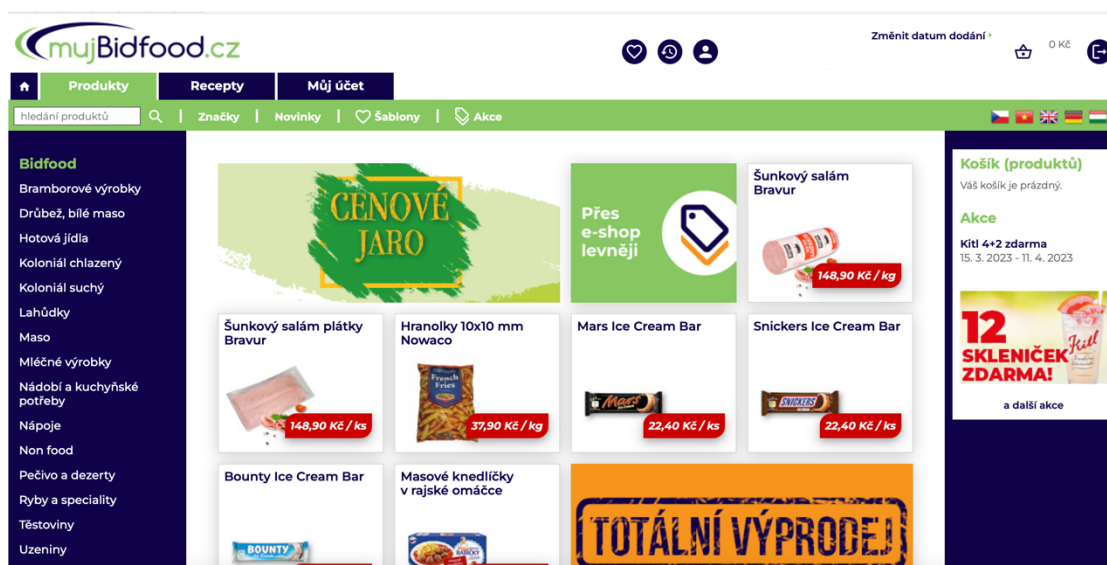 mujBidfood.cz
Změnit datum dodání
0 Kč
Produkty
Recepty
Můj účet
hledání produktů
Značky
Novinky
Šablony
Akce
Bidfood
Bramborové výrobky
Drůbež, bílé maso
Hotová jídla
Koloniál chlazený
Koloniál suchý
Lahůdky
Maso
Mléčné výrobky
Nádobí a kuchyňské
potřeby
Nápoje
Non food
Pečivo a dezerty
Ryby a speciality
Těstoviny
Uzeniny
CENOVÉ
JARO
Přes
e-shop
levněji
Šunkový salám
Bravur
148,90 Kč / kg
Šunkový salám plátky
Bravur
148,90 Kč / ks
Hranolky 10x10 mm
Nowaco
French
Fries
37,90 Kč / kg
Mars Ice Cream Bar
Mars
22,40 Kč / ks
Snickers Ice Cream Bar
SNICKERS
22,40 Kč / ks
Bounty Ice Cream Bar
BOUNTY
Masové knedlíčky
v rajské omáčce
BABIČKY
TOTÁLNÍ VÝPRODEJ
Košík (produktů)
Váš košík je prázdný.
Akce
Kitl 4+2 zdarma
15. 3. 2023 - 11. 4. 2023
12
SKLENIČEK
ZDARMA!
Kitl
a další akce